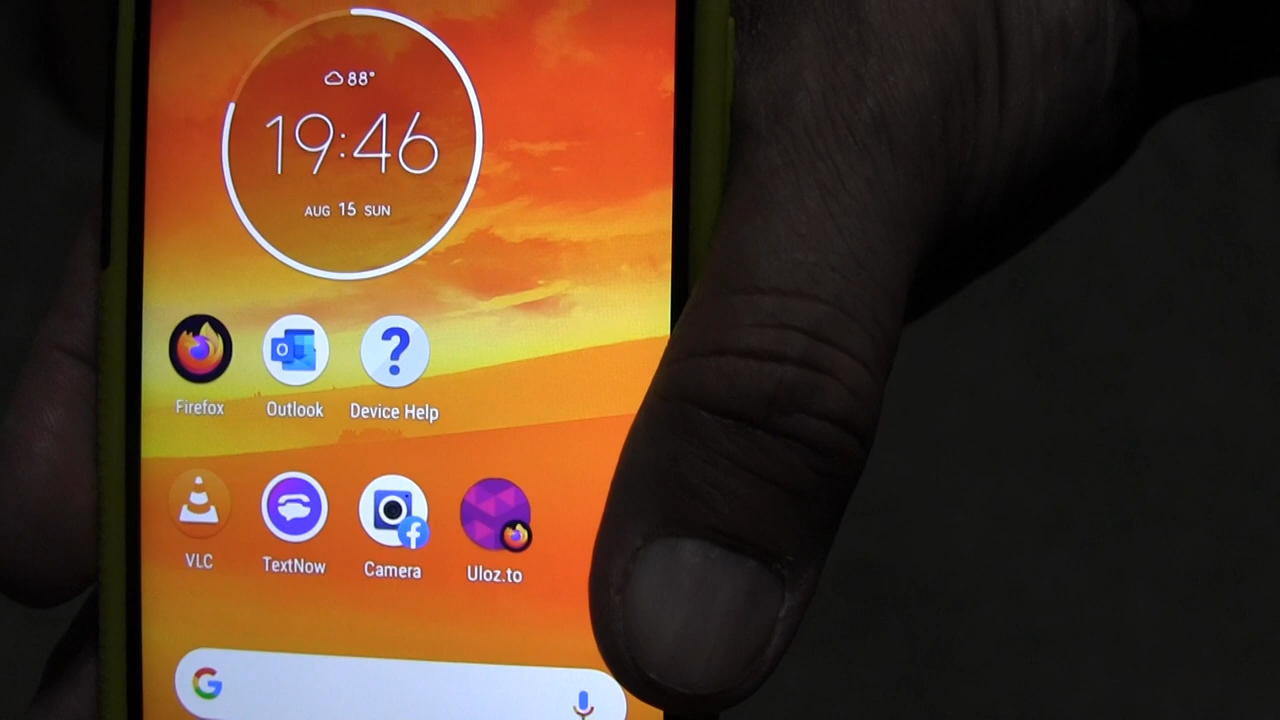 88°
19:46
AUG 15 SUN
Firefox Outlook Device Help
VLC TextNow Camera Uloz.to